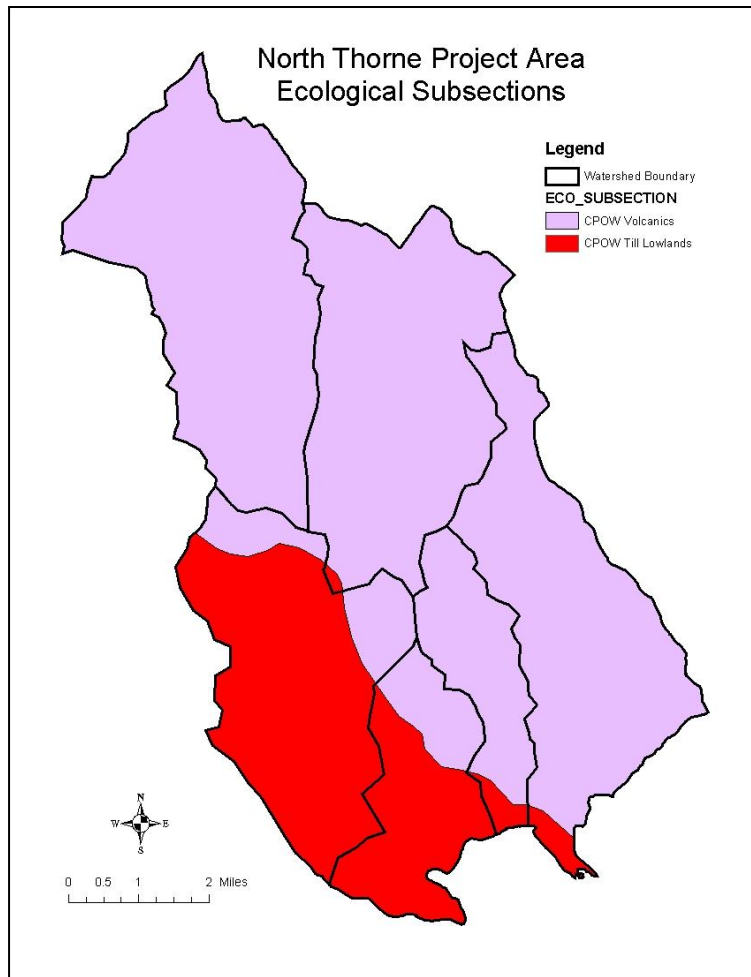 North Thorne Project Area
Ecological Subsections
Legend
Watershed Boundary
ECO_SUBSECTION
CPOW Volcanics
CPOW Till Lowlands
N
W E
S
0 0.5 1 2 Miles